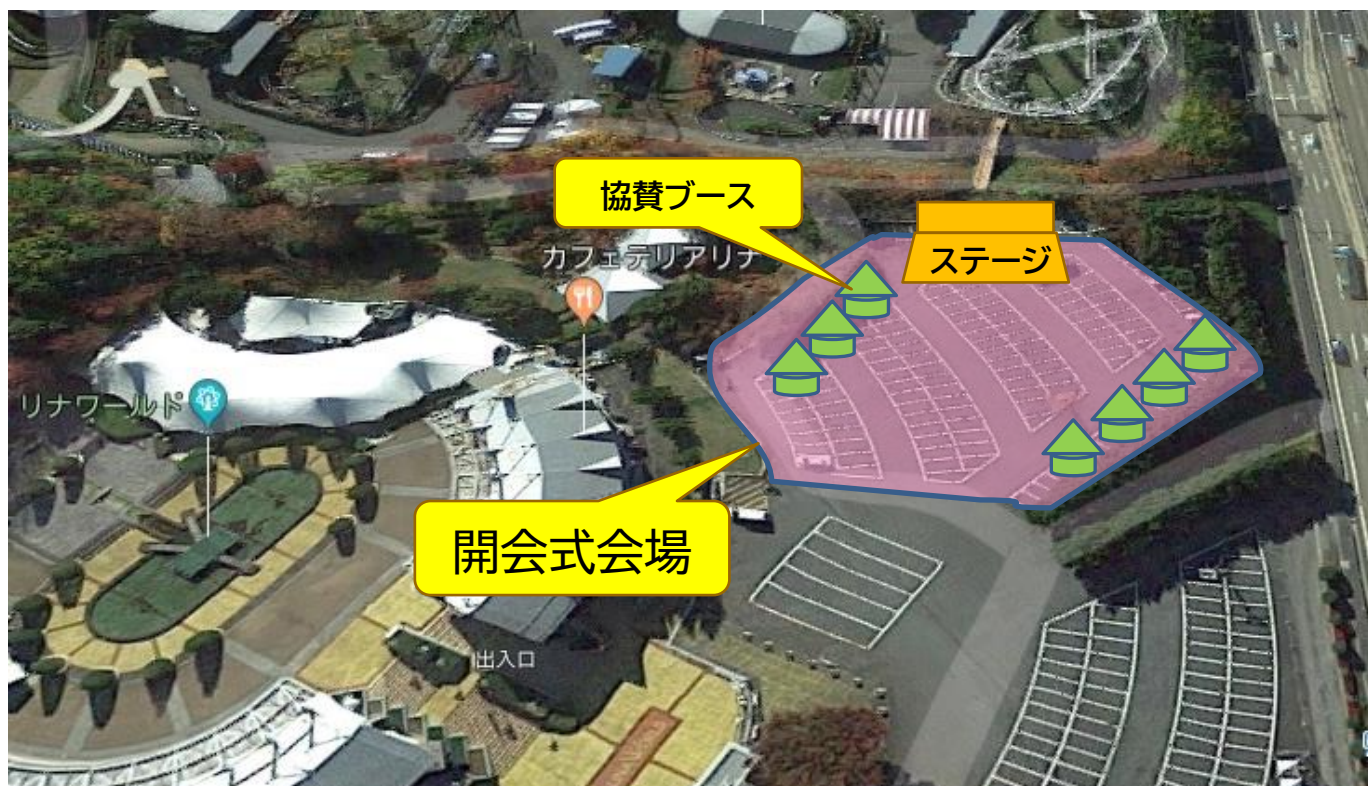 協賛ブース
ステージ
カフェテリアリナ
リナワールド
開会式会場
出入口